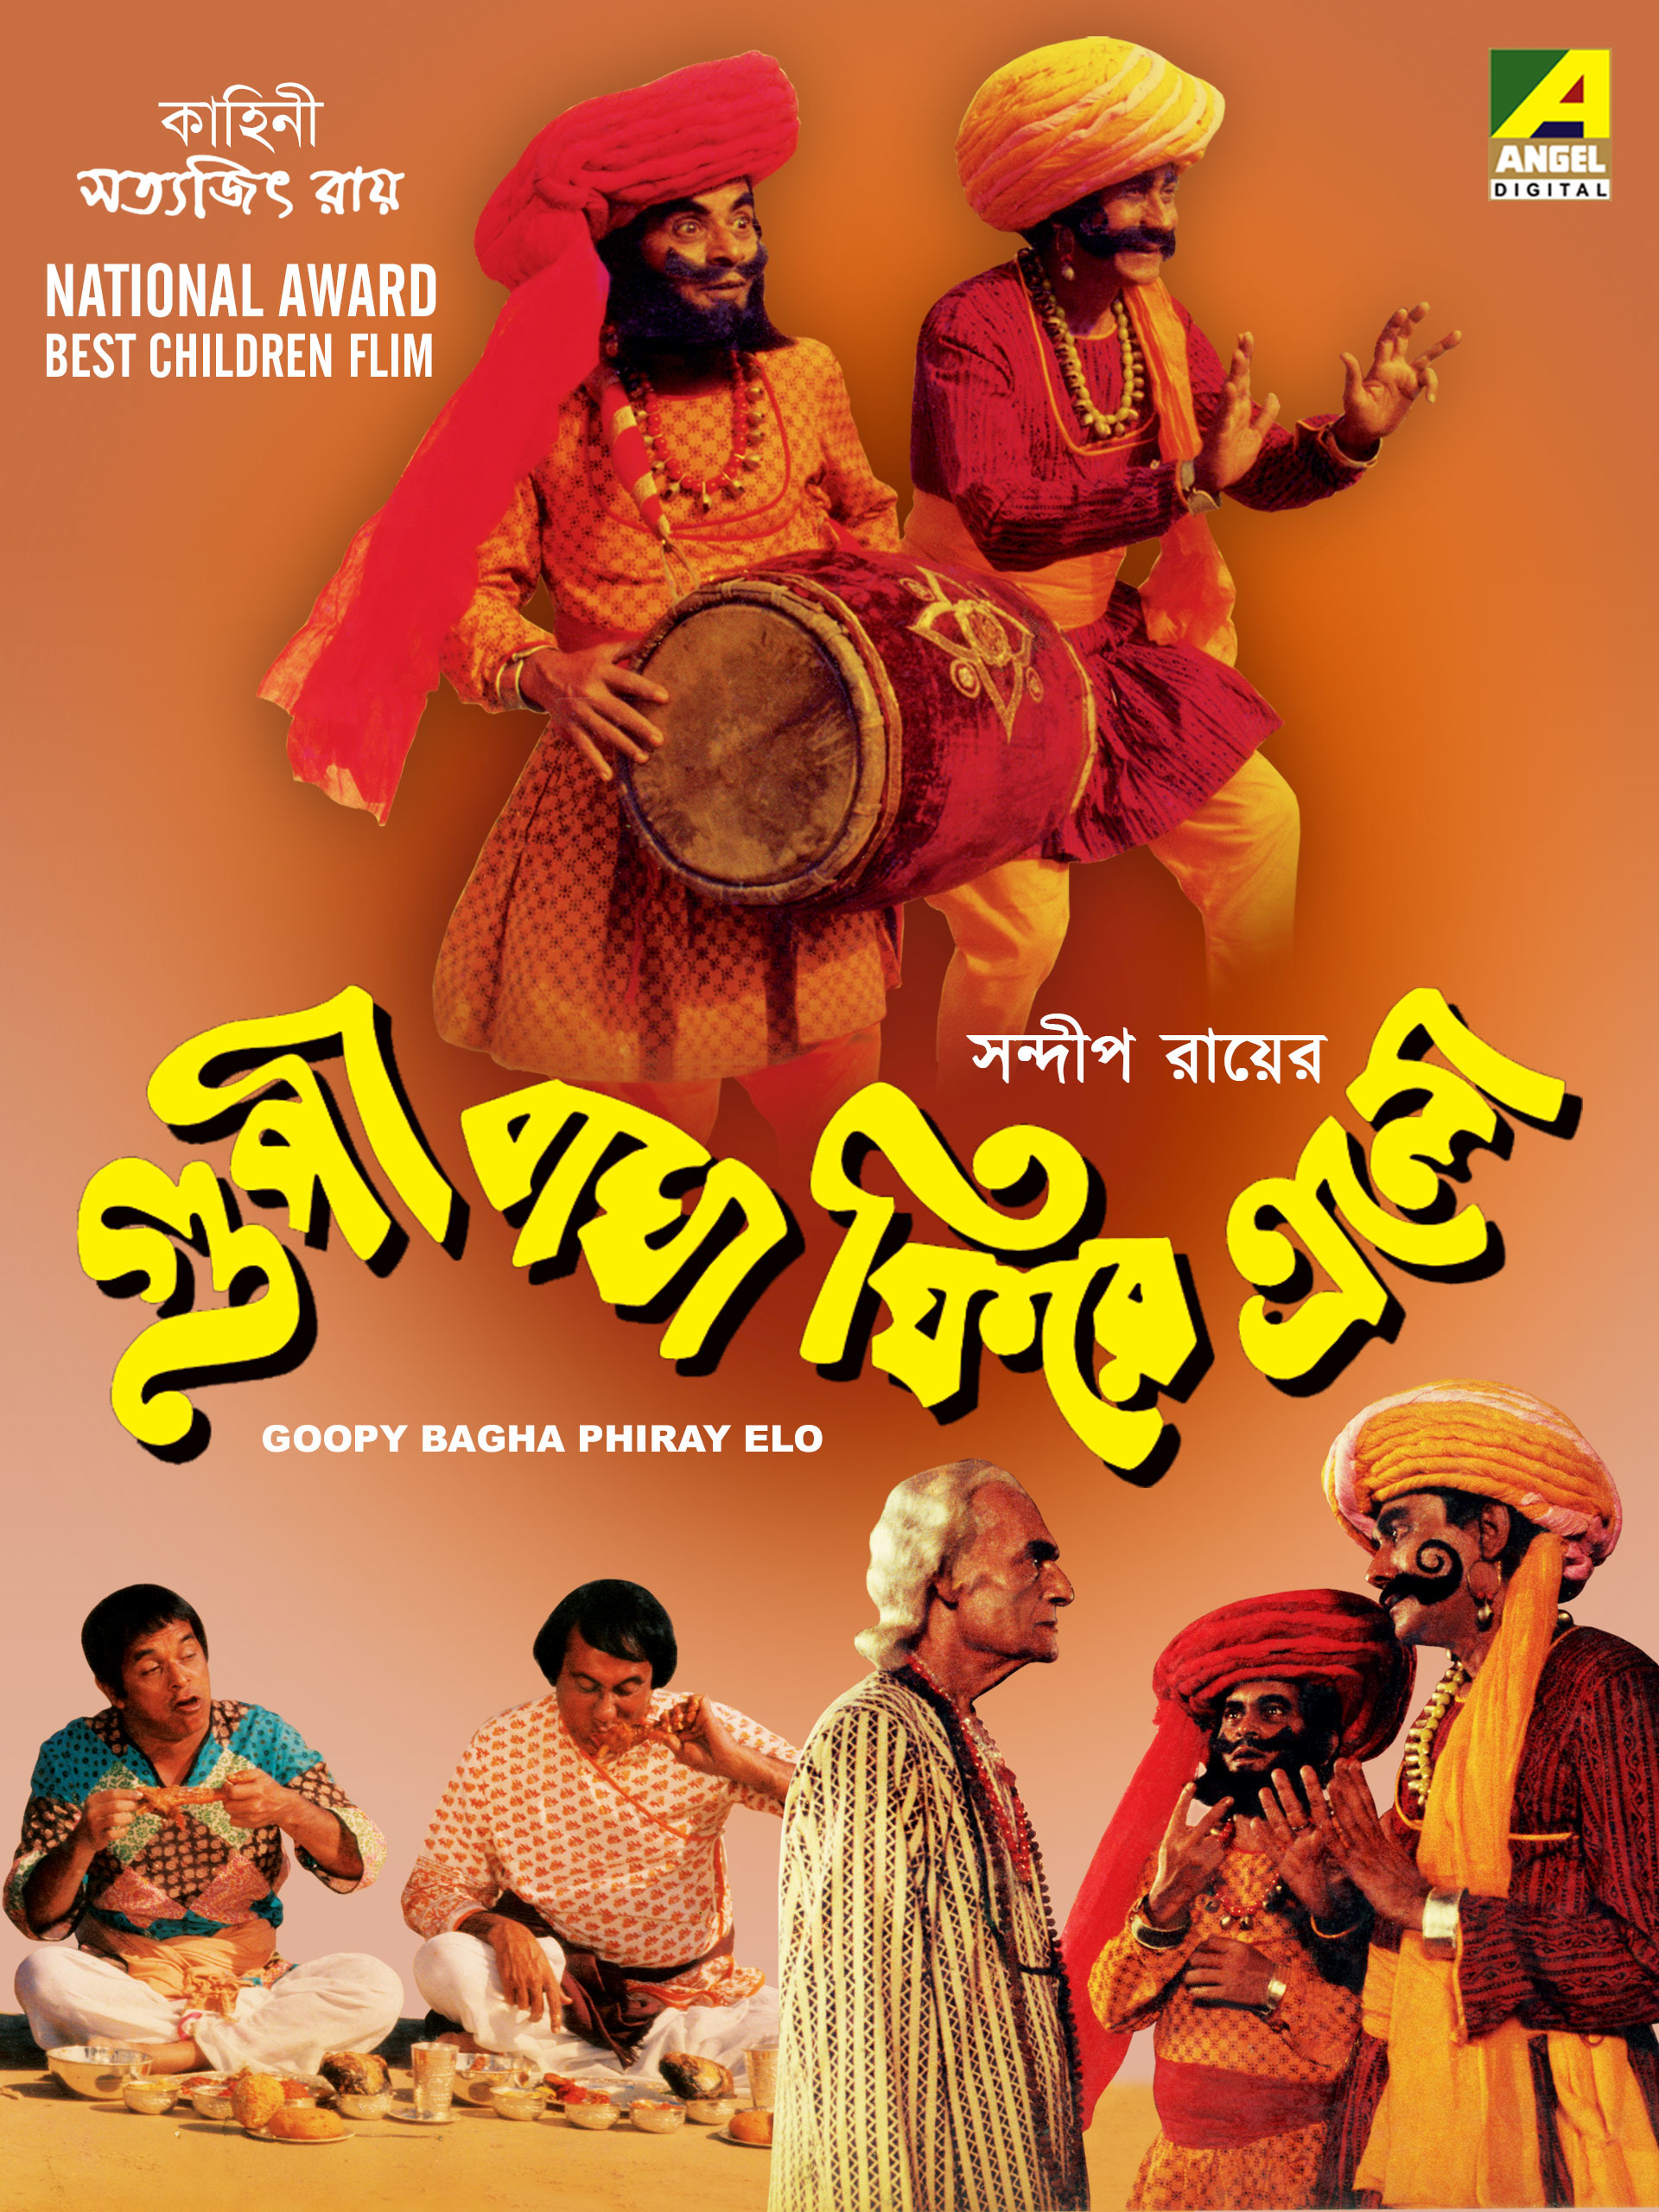 কাহিনী
সত্যজিৎ রায়
NATIONAL AWARD
BEST CHILDREN FLIM
A
ANGEL
DIGITAL
সন্দীপ রায়ের
গুপী বাঘা ফিরে এলো
GOOPY BAGHA PHIRAY ELO